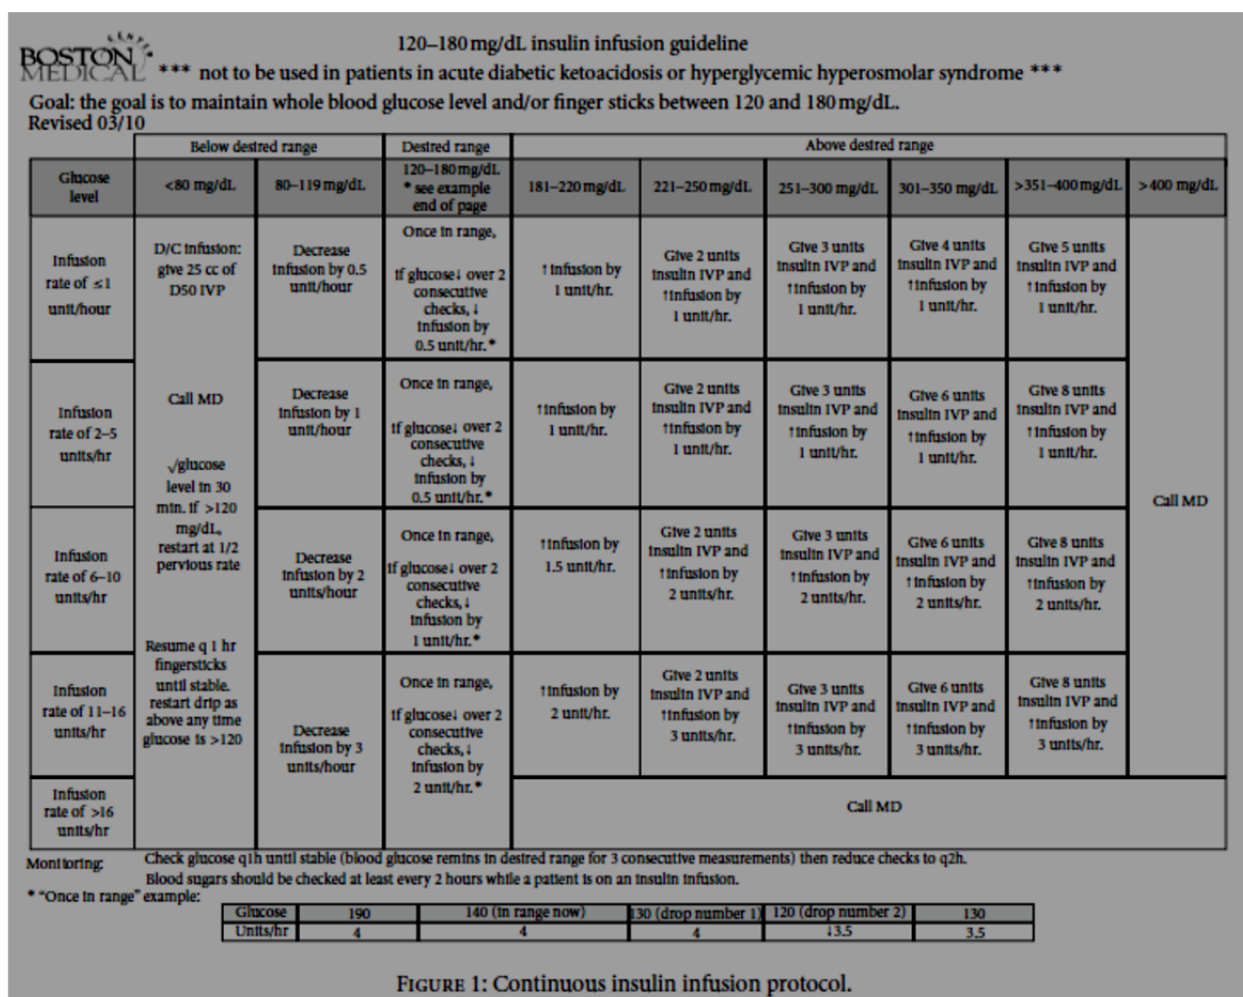 BOSTON
MEDICAL
CENTER
120–180 mg/dL insulin infusion guideline
*** not to be used in patients in acute diabetic ketoacidosis or hyperglycemic hyperosmolar syndrome ***
Goal: the goal is to maintain whole blood glucose level and/or finger sticks between 120 and 180 mg/dL.
Revised 03/10
Below desired range
Desired range
Above desired range
Glucose
level
<80 mg/dL
80–119 mg/dL
120–180 mg/dL
* see example
end of page
181–220 mg/dL
221–250 mg/dL
251–300 mg/dL
301–350 mg/dL
>351–400 mg/dL
>400 mg/dL
Infusion
rate of ≤1
unit/hour
D/C infusion:
give 25 cc of
D50 IVP
Call MD
√glucose
level in 30
min. if >120
mg/dL,
restart at 1/2
pervious rate
Resume q 1 hr
fingersticks
until stable.
restart drip as
above any time
glucose is >120
Decrease
infusion by 0.5
unit/hour
Once in range,
if glucose↓ over 2
consecutive
checks, ↓
infusion by
0.5 unit/hr.*
↑infusion by
1 unit/hr.
Give 2 units
insulin IVP and
↑infusion by
1 unit/hr.
Give 3 units
insulin IVP and
↑infusion by
1 unit/hr.
Give 4 units
insulin IVP and
↑infusion by
1 unit/hr.
Give 5 units
insulin IVP and
↑infusion by
1 unit/hr.
Call MD
Infusion
rate of 2–5
units/hr
Decrease
infusion by 1
unit/hour
Once in range,
if glucose↓ over 2
consecutive
checks, ↓
infusion by
0.5 unit/hr.*
↑infusion by
1 unit/hr.
Give 2 units
insulin IVP and
↑infusion by
1 unit/hr.
Give 3 units
insulin IVP and
↑infusion by
1 unit/hr.
Give 6 units
insulin IVP and
↑infusion by
1 unit/hr.
Give 8 units
insulin IVP and
↑infusion by
1 unit/hr.
Infusion
rate of 6–10
units/hr
Decrease
infusion by 2
units/hour
Once in range,
if glucose↓ over 2
consecutive
checks, ↓
infusion by
1 unit/hr.*
↑infusion by
1.5 unit/hr.
Give 2 units
insulin IVP and
↑infusion by
2 units/hr.
Give 3 units
insulin IVP and
↑infusion by
2 units/hr.
Give 6 units
insulin IVP and
↑infusion by
2 units/hr.
Give 8 units
insulin IVP and
↑infusion by
2 units/hr.
Infusion
rate of 11–16
units/hr
Decrease
infusion by 3
units/hour
Once in range,
if glucose↓ over 2
consecutive
checks, ↓
infusion by
2 unit/hr.*
↑infusion by
2 unit/hr.
Give 2 units
insulin IVP and
↑infusion by
3 units/hr.
Give 3 units
insulin IVP and
↑infusion by
3 units/hr.
Give 6 units
insulin IVP and
↑infusion by
3 units/hr.
Give 8 units
insulin IVP and
↑infusion by
3 units/hr.
Infusion
rate of >16
units/hr
Call MD
Monitoring: Check glucose q1h until stable (blood glucose remins in desired range for 3 consecutive measurements) then reduce checks to q2h.
Blood sugars should be checked at least every 2 hours while a patient is on an insulin infusion.
* “Once in range” example:
Glucose 190 140 (in range now) 130 (drop number 1) 120 (drop number 2) 130
Units/hr 4 4 4 ↓3.5 3.5
FIGURE 1: Continuous insulin infusion protocol.